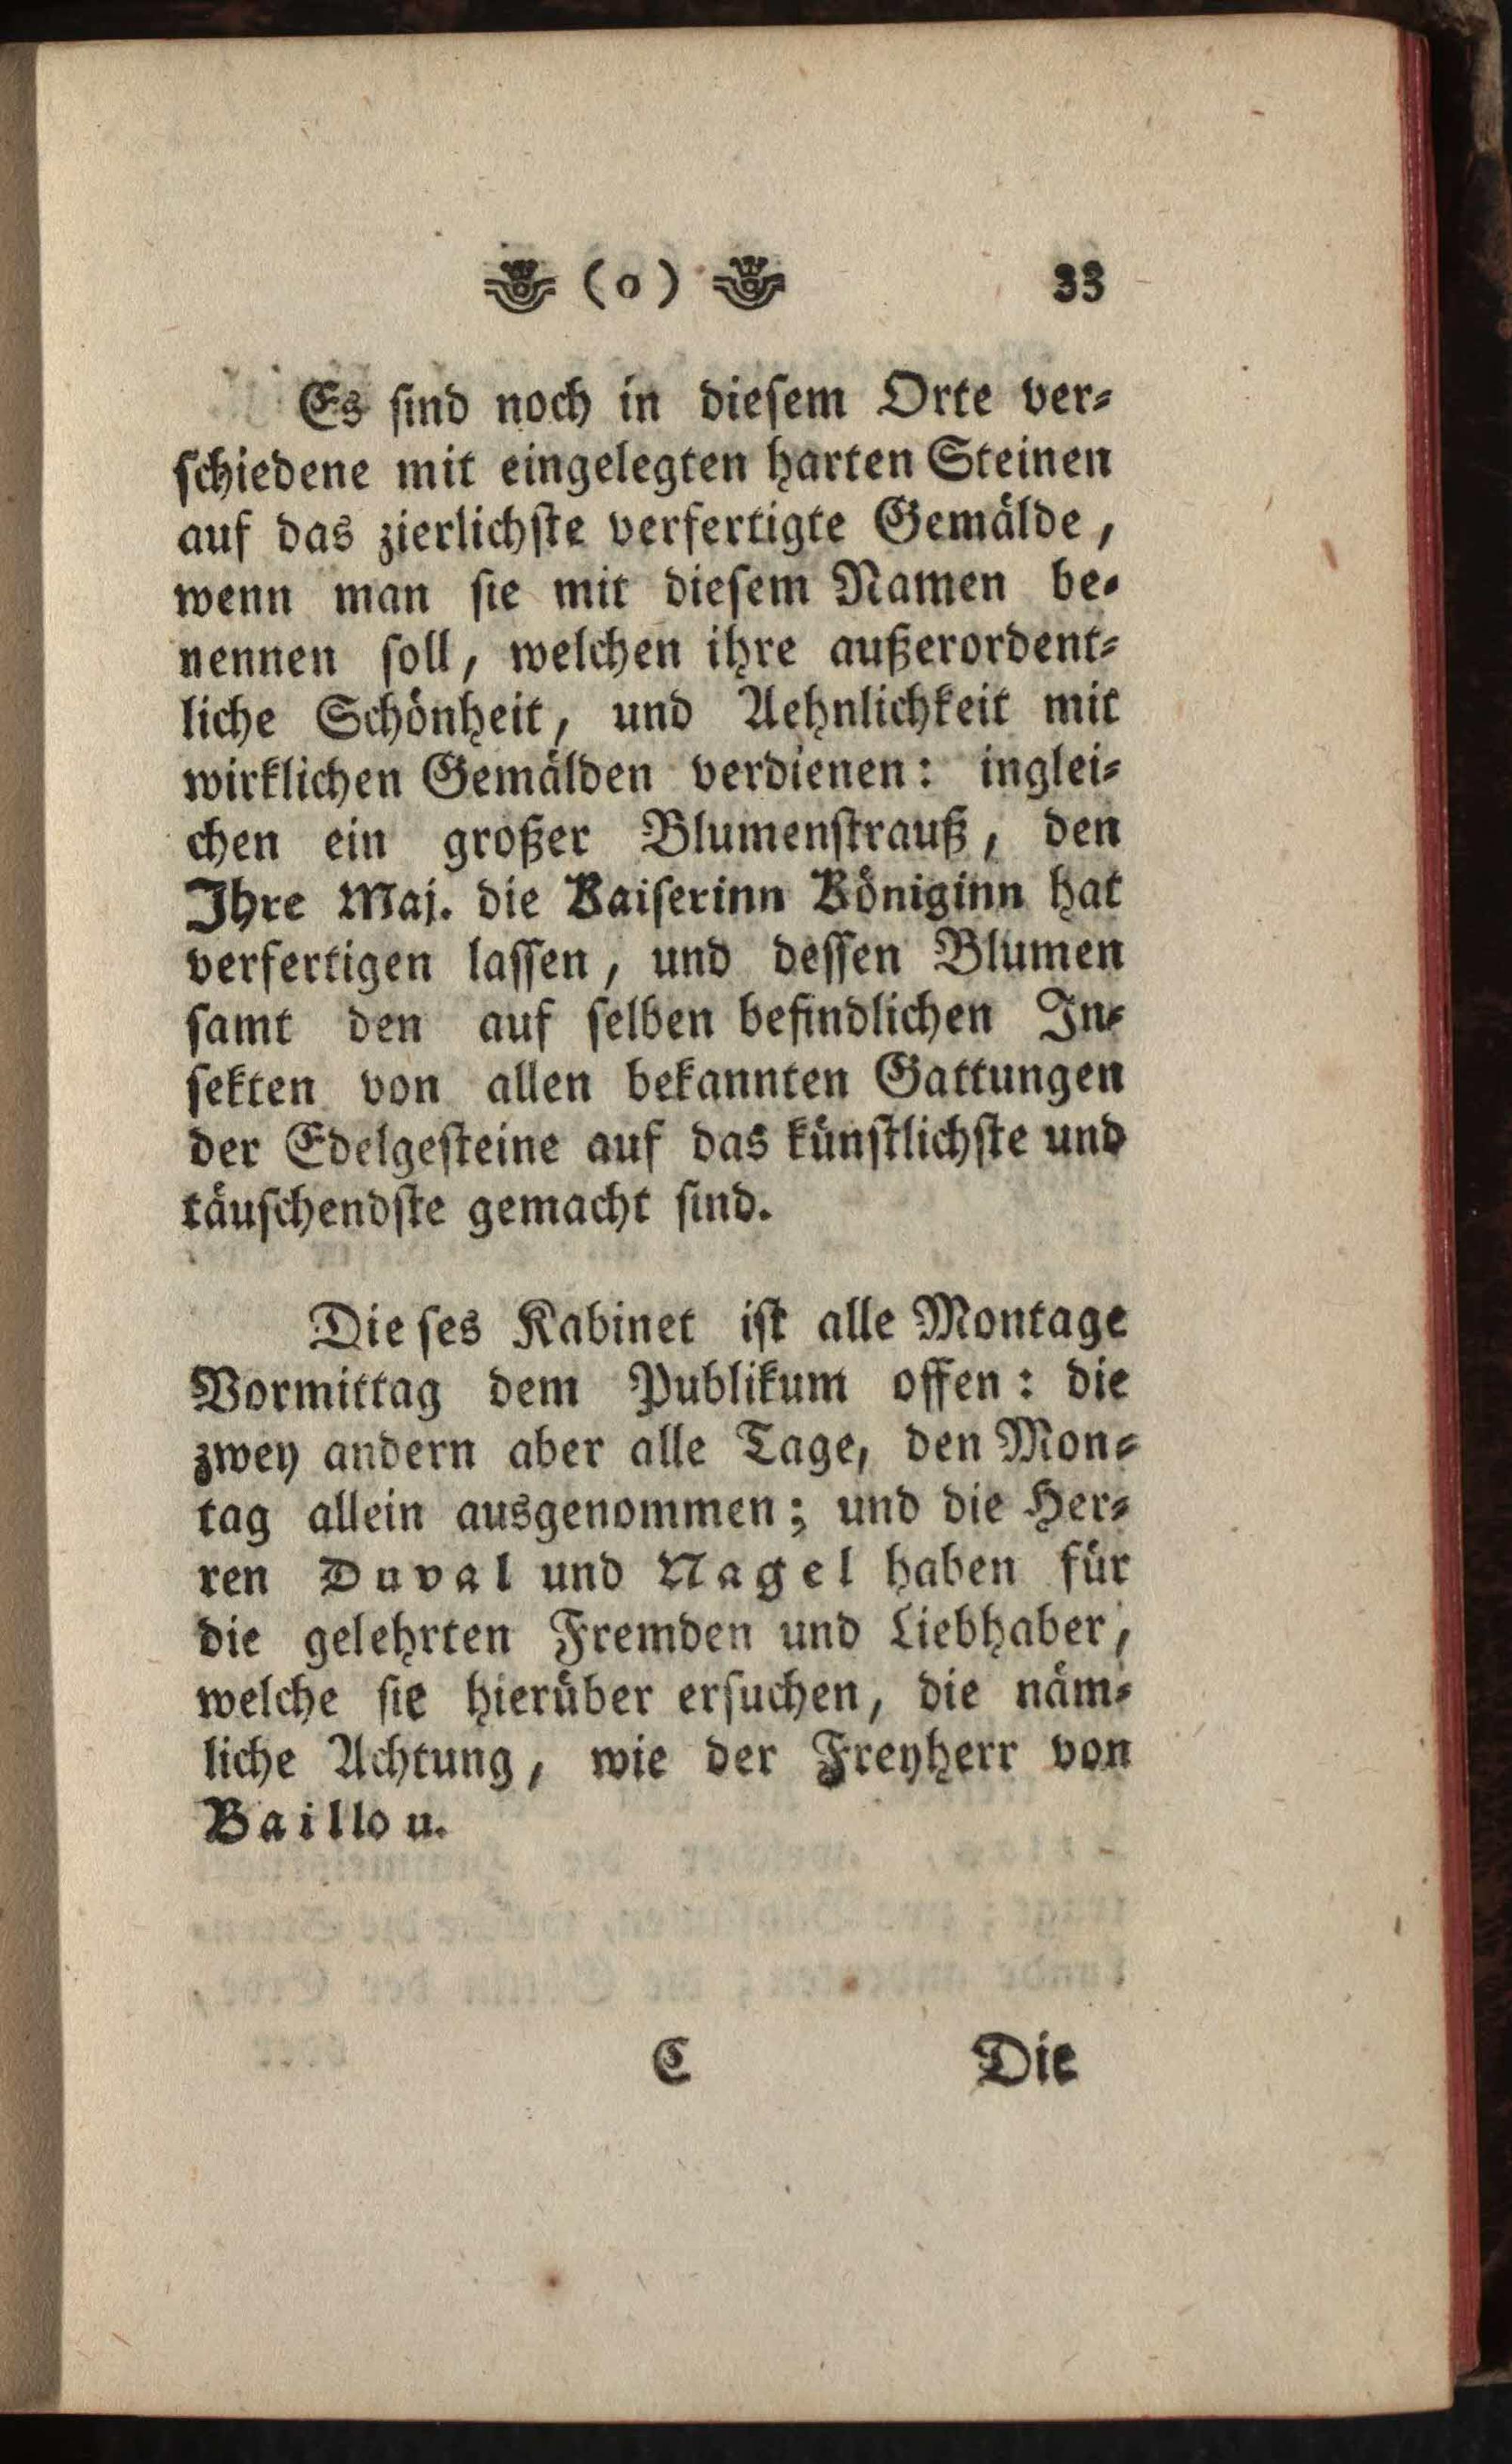 (o) 33
Es sind noch in diesem Orte ver⸗
schiedene mit eingelegten harten Steinen
auf das zierlichste verfertigte Gemälde,
wenn man sie mit diesem Namen be⸗
nennen soll, welchen ihre außerordent⸗
liche Schönheit, und Aehnlichkeit mit
wirklichen Gemälden verdienen: inglei⸗
chen ein großer Blumenstrauß, den
Ihre Maj. die Kaiserinn Königinn hat
verfertigen lassen, und dessen Blumen
samt den auf selben befindlichen In⸗
sekten von allen bekannten Gattungen
der Edelgesteine auf das künstlichste und
täuschendste gemacht sind.
Dieses Kabinet ist alle Montage
Vormittag dem Publikum offen: die
zwey andern aber alle Tage, den Mon⸗
tag allein ausgenommen; und die Her⸗
ren Duval und Nagel haben für
die gelehrten Fremden und Liebhaber,
welche sie hierüber ersuchen, die näm⸗
liche Achtung, wie der Freyherr von
Baillou.
C Die